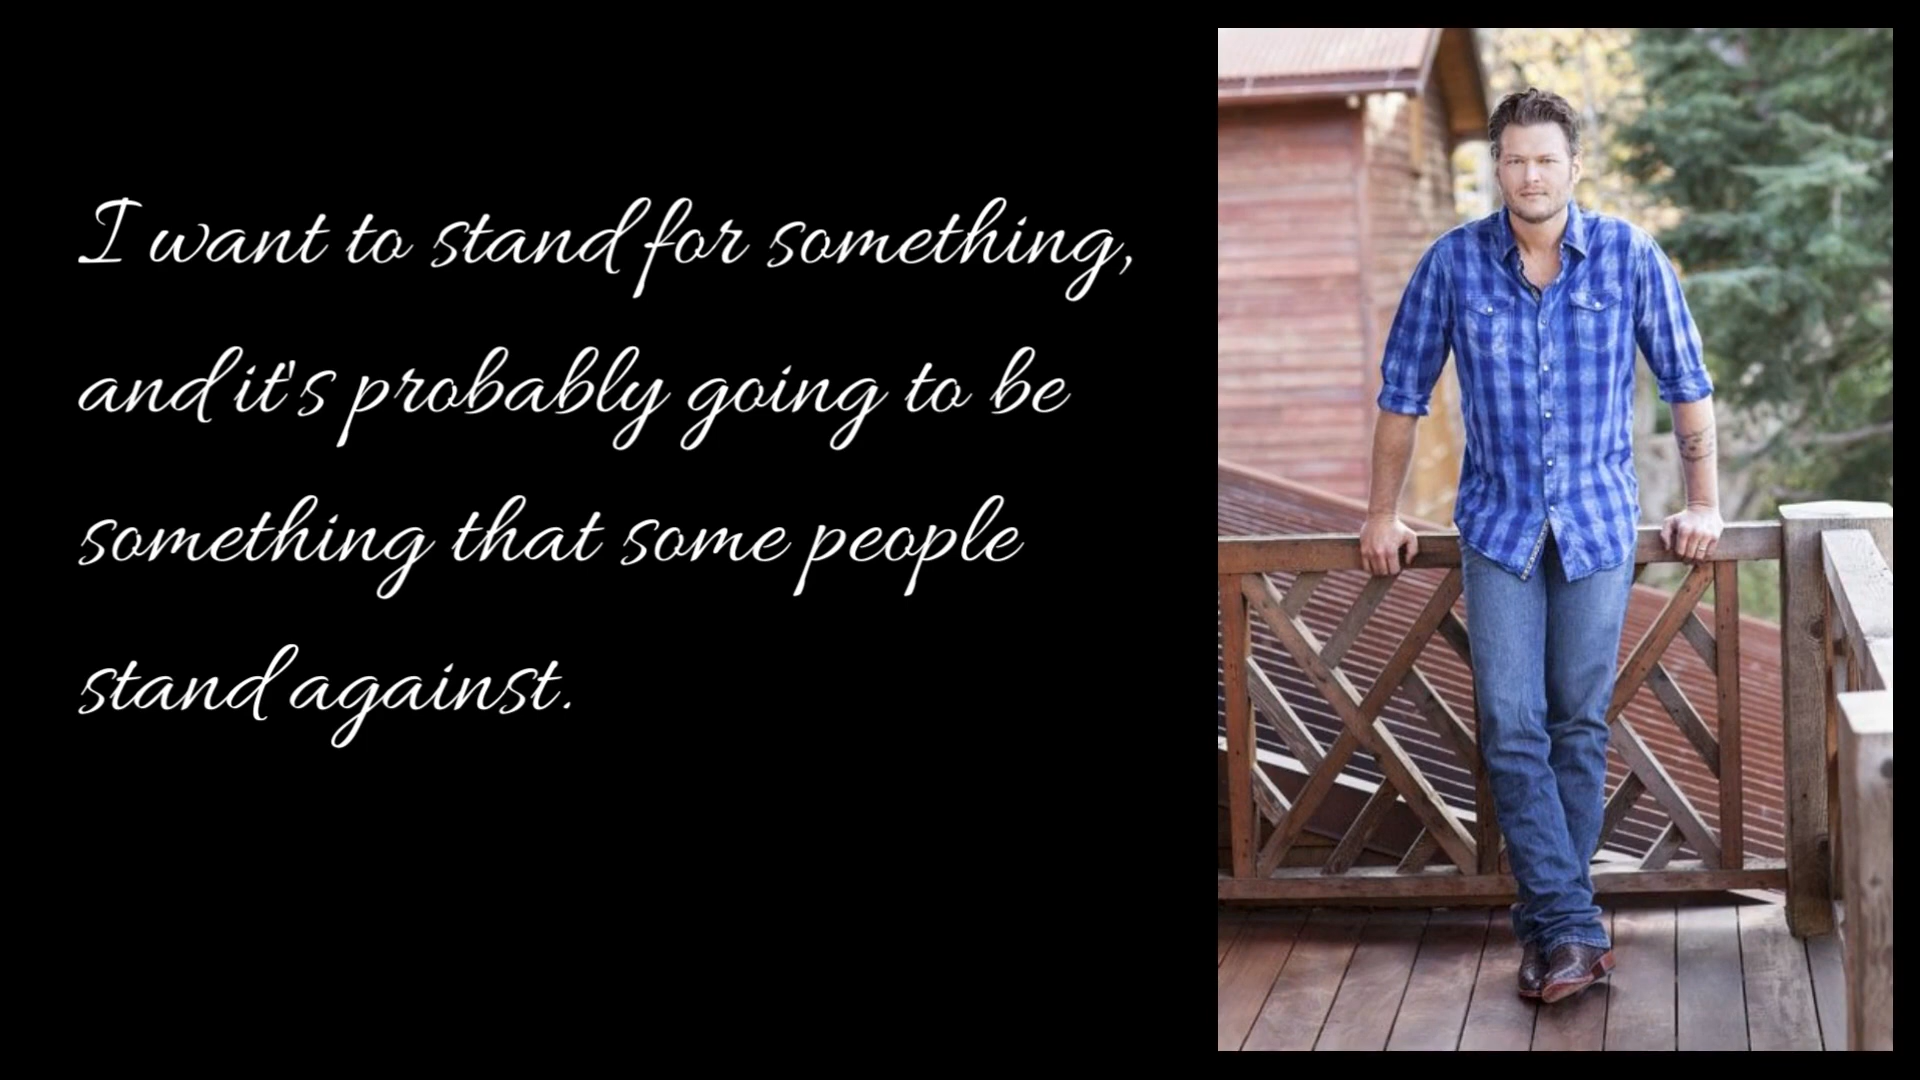 I want to stand for something,
and it's probably going to be
something that some people
stand against.